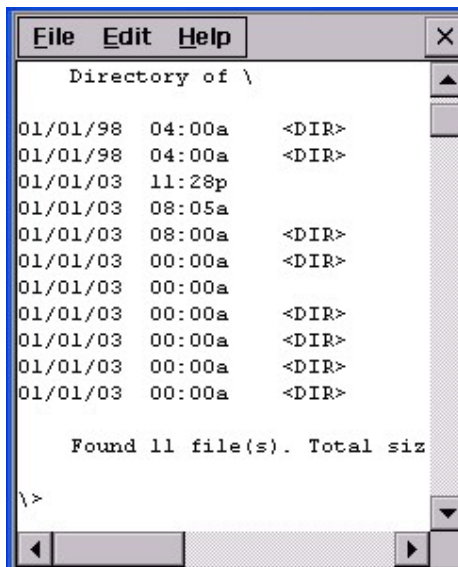 File Edit Help
Directory of \
01/01/98 04:00a <DIR>
01/01/98 04:00a <DIR>
01/01/03 11:28p
01/01/03 08:05a
01/01/03 08:00a <DIR>
01/01/03 00:00a <DIR>
01/01/03 00:00a
01/01/03 00:00a <DIR>
01/01/03 00:00a <DIR>
01/01/03 00:00a <DIR>
01/01/03 00:00a <DIR>
Found 11 file(s). Total siz
\>